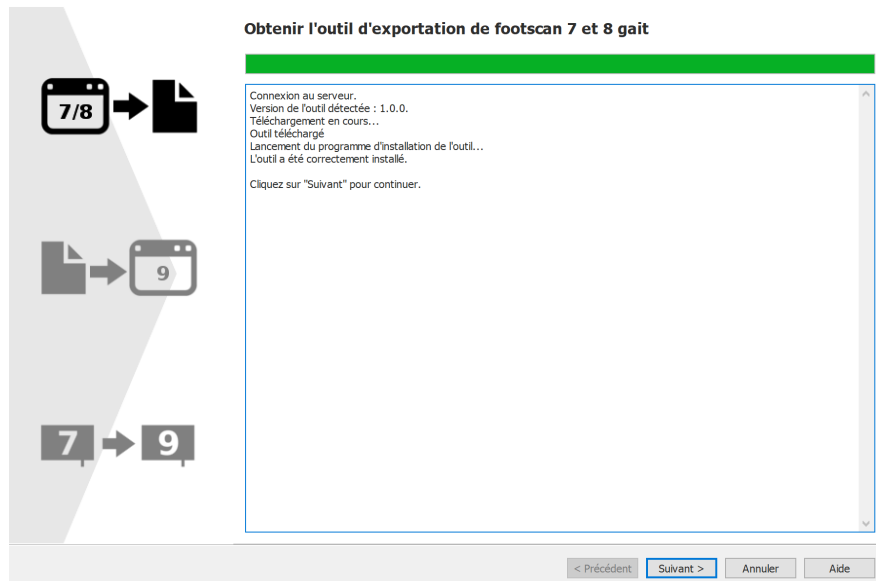 Obtenir l'outil d'exportation de footscan 7 et 8 gait
7/8
Connexion au serveur.
Version de l'outil détectée : 1.0.0.
Téléchargement en cours...
Outil téléchargé
Lancement du programme d'installation de l'outil...
L'outil a été correctement installé.
Cliquez sur "Suivant" pour continuer.
9
7
9
< Précédent
Suivant >
Annuler
Aide